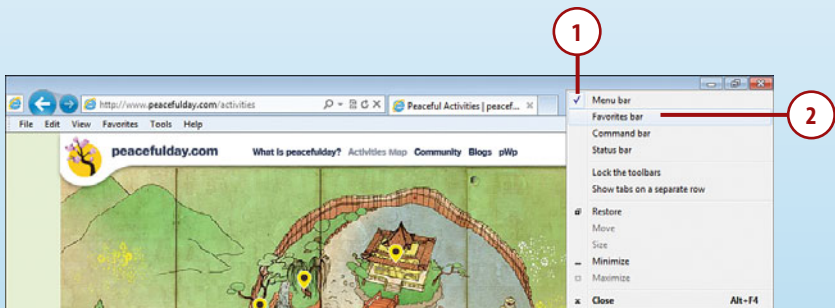 1
http://www.peacefulday.com/activities
Peaceful Activities | peacef...
File Edit View Favorites Tools Help
peacefulday.com
What is peacefulday? Activities Map Community Blogs pWp
Menu bar
Favorites bar
2
Command bar
Status bar
Lock the toolbars
Show tabs on a separate row
Restore
Move
Size
Minimize
Maximize
Close Alt+F4